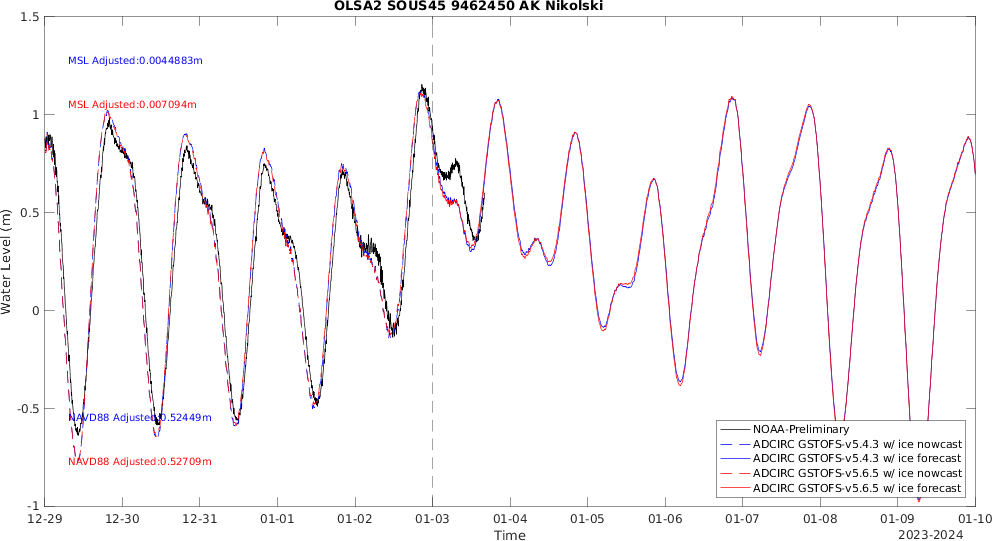 OLSA2 SOUS45 9462450 AK Nikolski
1.5
1
0.5
0
-0.5
-1
Water Level (m)
MSL Adjusted:0.0044883m
MSL Adjusted:0.007094m
NAVD88 Adjusted:0.52449m
NAVD88 Adjusted:0.52709m
NOAA-Preliminary
ADCIRC GSTOFS-v5.4.3 w/ ice nowcast
ADCIRC GSTOFS-v5.4.3 w/ ice forecast
ADCIRC GSTOFS-v5.6.5 w/ ice nowcast
ADCIRC GSTOFS-v5.6.5 w/ ice forecast
12-29 12-30 12-31 01-01 01-02 01-03 01-04 01-05 01-06 01-07 01-08 01-09 01-10
Time
2023-2024